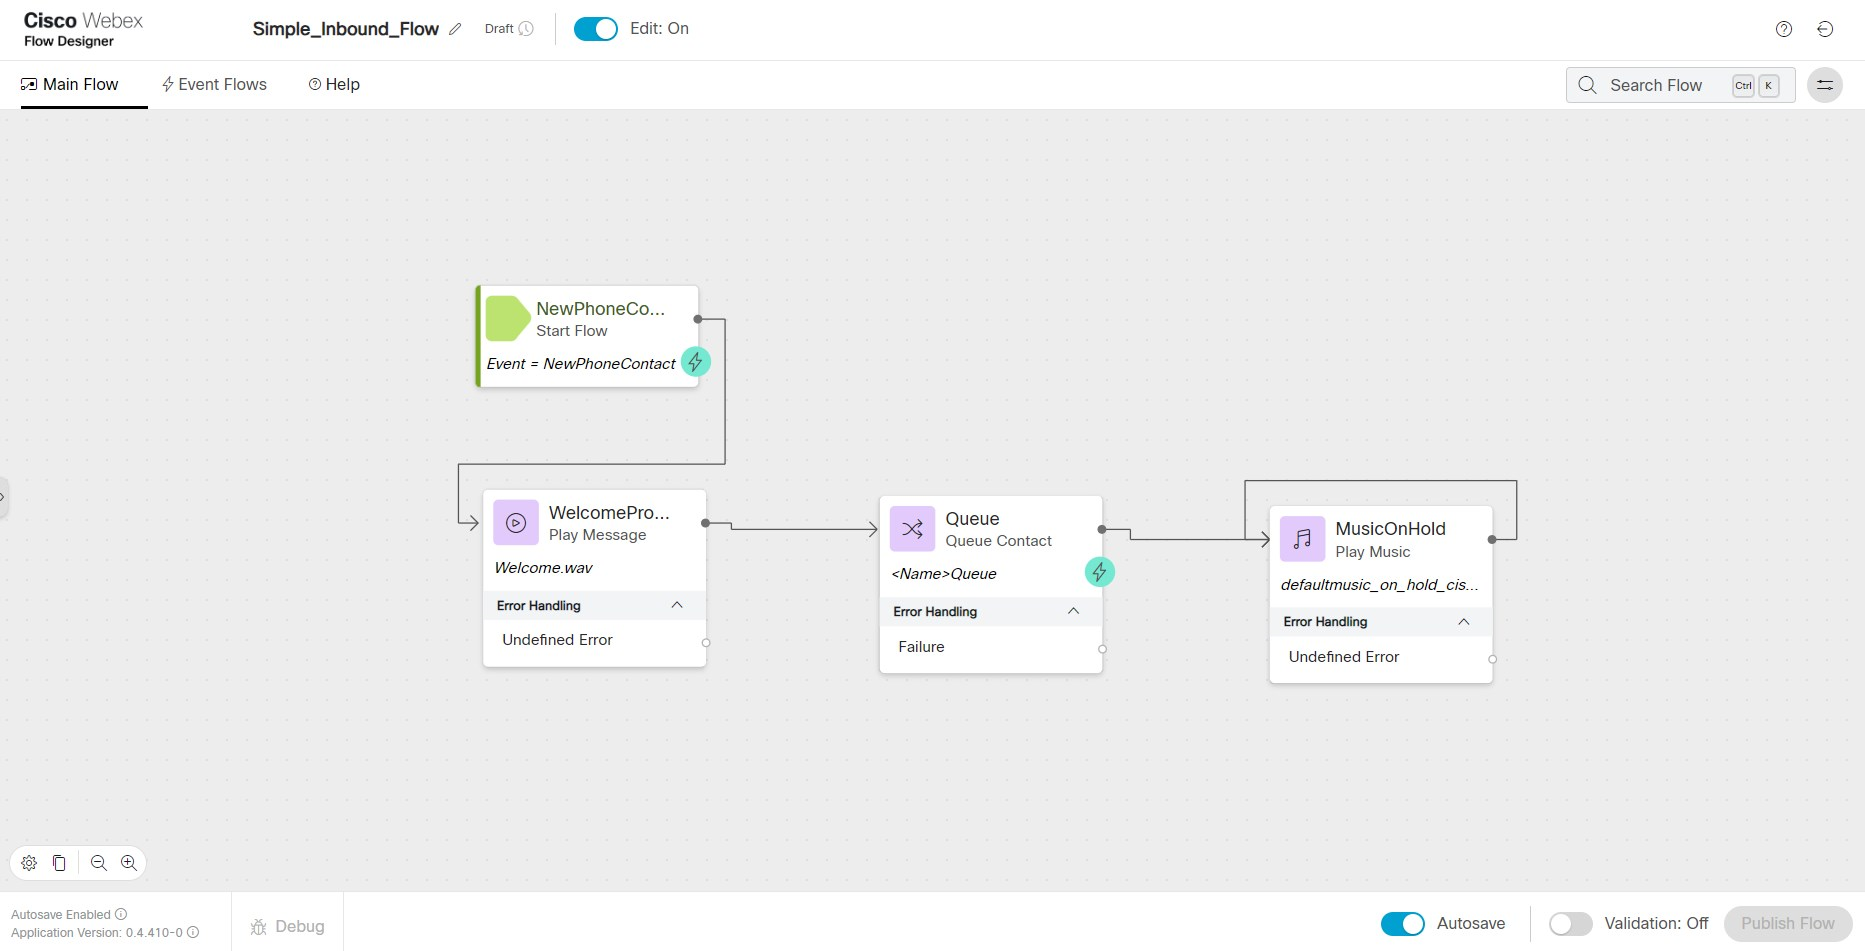 Cisco Webex
Flow Designer
Simple_Inbound_Flow
Draft
Edit: On
Main Flow
Event Flows
Help
Search Flow
Ctrl
K
NewPhoneCo...
Start Flow
Event = NewPhoneContact
WelcomePro...
Play Message
Welcome.wav
Error Handling
Undefined Error
Queue
Queue Contact
<Name>Queue
Error Handling
Failure
MusicOnHold
Play Music
defaultmusic_on_hold_cis...
Error Handling
Undefined Error
Autosave Enabled
Application Version: 0.4.410-0
Debug
Autosave
Validation: Off
Publish Flow